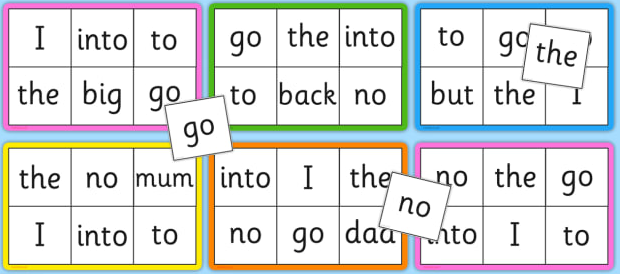 I into to
the big go
go the into
to back no
to go
but the I
the
go
the no mum
I into to
into I the
no go dad
no the go
into I to
no